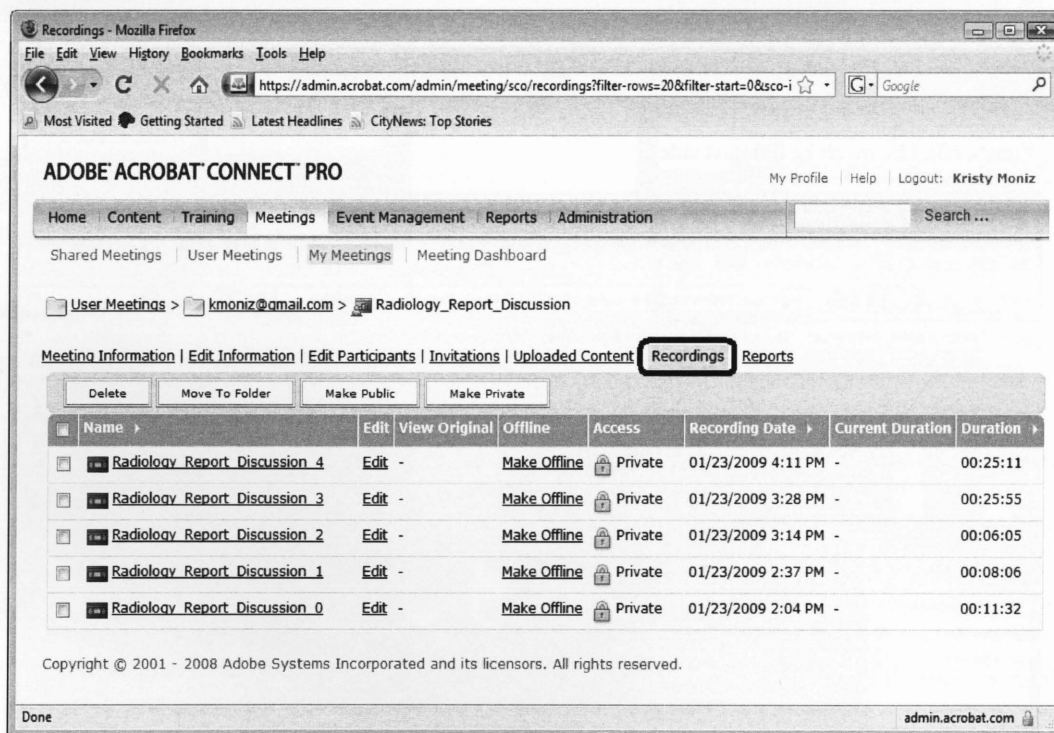 Recordings - Mozilla Firefox
File Edit View History Bookmarks Tools Help
https://admin.acrobat.com/admin/meeting/sco/recordings?filter-rows=20&filter-start=0&sco-i G Google
Most Visited Getting Started Latest Headlines CityNews: Top Stories
ADOBE® ACROBAT® CONNECT™ PRO
My Profile | Help | Logout: Kristy Moniz
Home Content Training Meetings Event Management Reports Administration Search ...
Shared Meetings | User Meetings | My Meetings | Meeting Dashboard
User Meetings > kmoniz@gmail.com > Radiology_Report_Discussion
Meeting Information | Edit Information | Edit Participants | Invitations | Uploaded Content Recordings Reports
Delete Move To Folder Make Public Make Private
Name Edit View Original Offline Access Recording Date Current Duration Duration
Radiology_Report_Discussion_4 Edit - Make Offline Private 01/23/2009 4:11 PM - 00:25:11
Radiology_Report_Discussion_3 Edit - Make Offline Private 01/23/2009 3:28 PM - 00:25:55
Radiology_Report_Discussion_2 Edit - Make Offline Private 01/23/2009 3:14 PM - 00:06:05
Radiology_Report_Discussion_1 Edit - Make Offline Private 01/23/2009 2:37 PM - 00:08:06
Radiology_Report_Discussion_0 Edit - Make Offline Private 01/23/2009 2:04 PM - 00:11:32
Copyright © 2001 - 2008 Adobe Systems Incorporated and its licensors. All rights reserved.
Done admin.acrobat.com